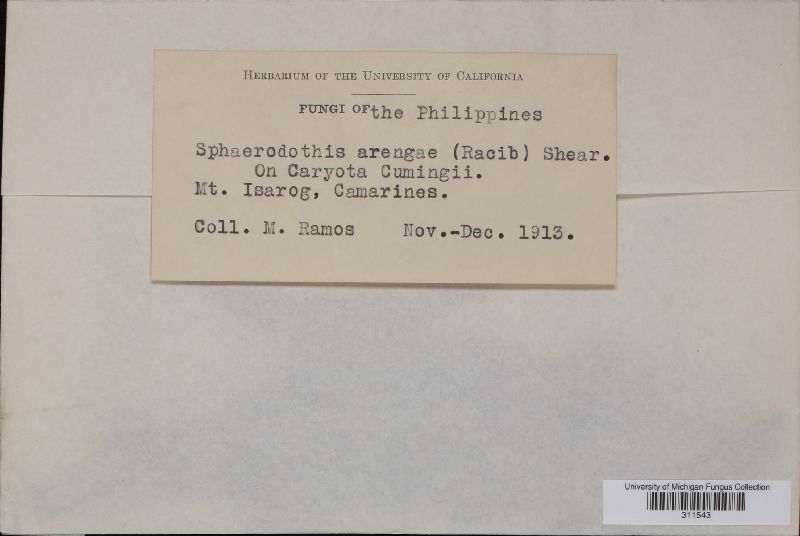 HERBARIUM OF THE UNIVERSITY OF CALIFORNIA
FUNGI OF the Philippines
Sphaerodothis arengae (Racib) Shear.
On Caryota Cumingii.
Mt. Isarog, Camarines.
Coll. M. Ramos Nov.-Dec. 1913.
University of Michigan Fungus Collection
311543